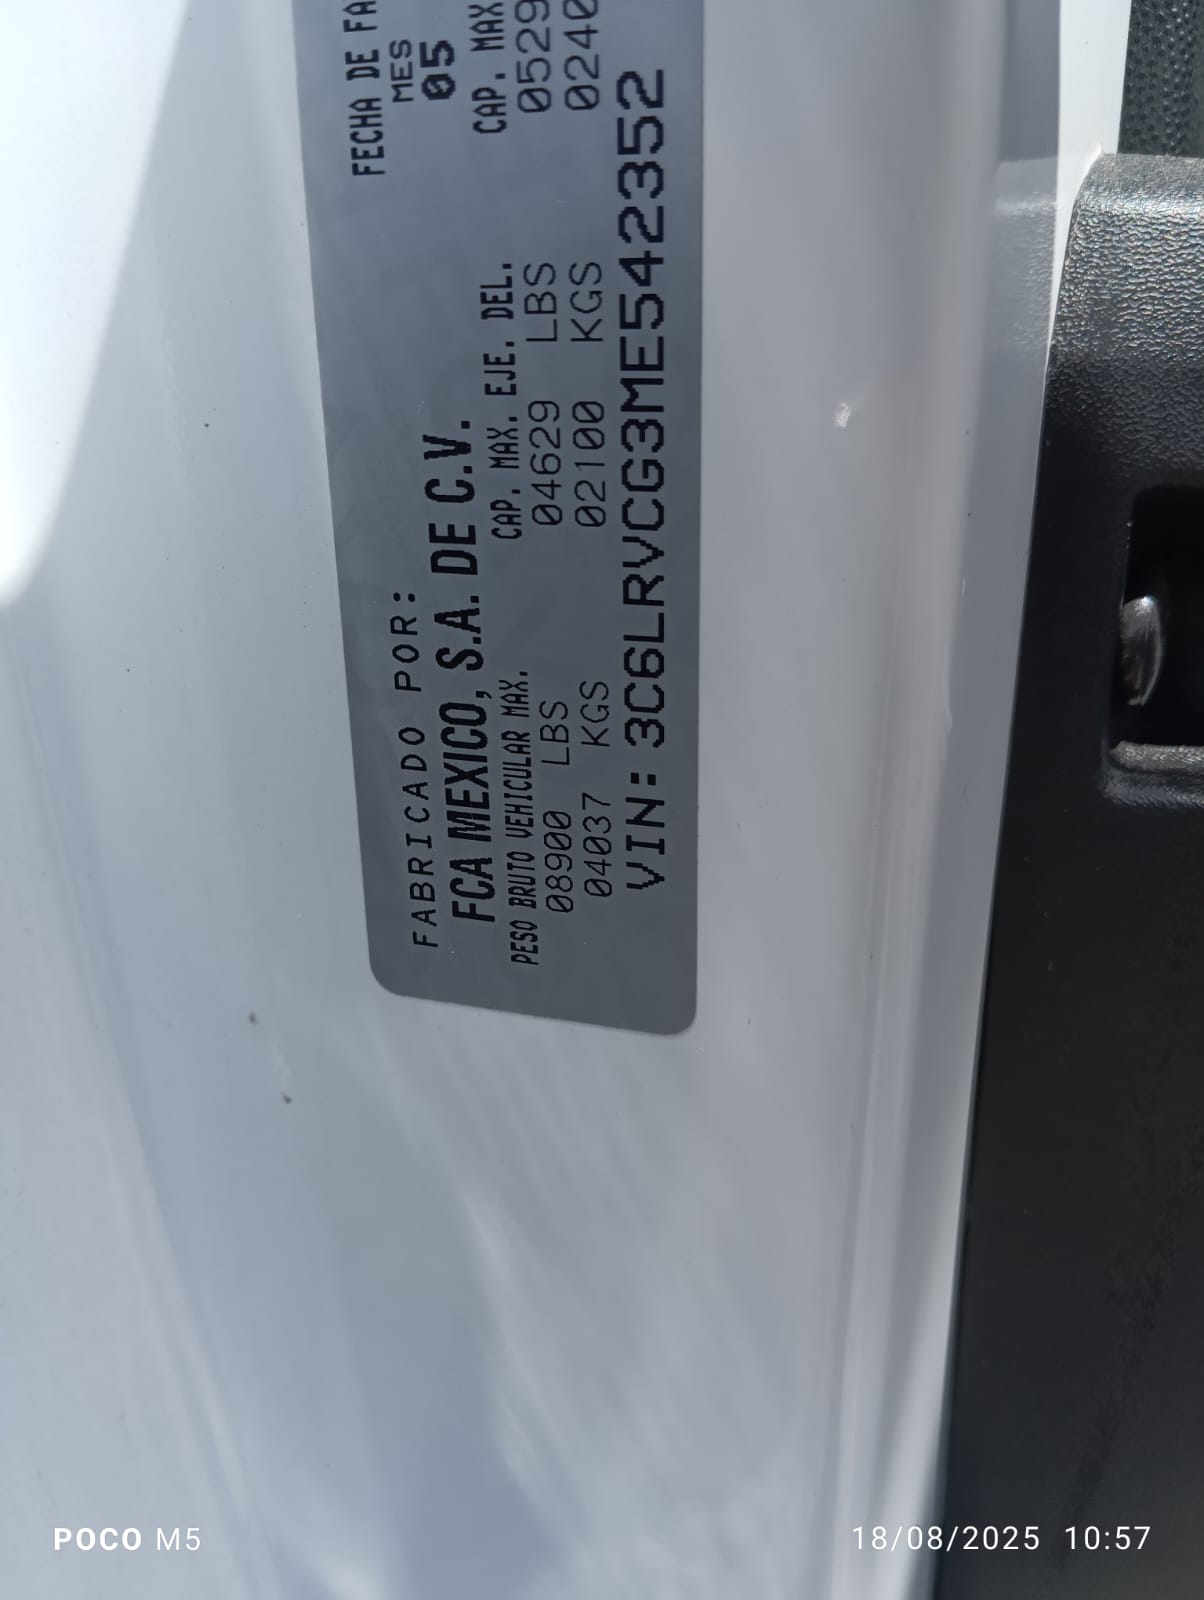 FABRICADO POR:
FECHA DE FA
FCA MEXICO, S.A. DE C.V.
MES
05
PESO BRUTO VEHICULAR MAX.
CAP. MAX. EJE. DEL.
CAP. MAX
08900 LBS
04629 LBS
0529
04037 KGS
02100 KGS
0240
VIN: 3C6LRVCG3ME542352
POCO M5
18/08/2025 10:57